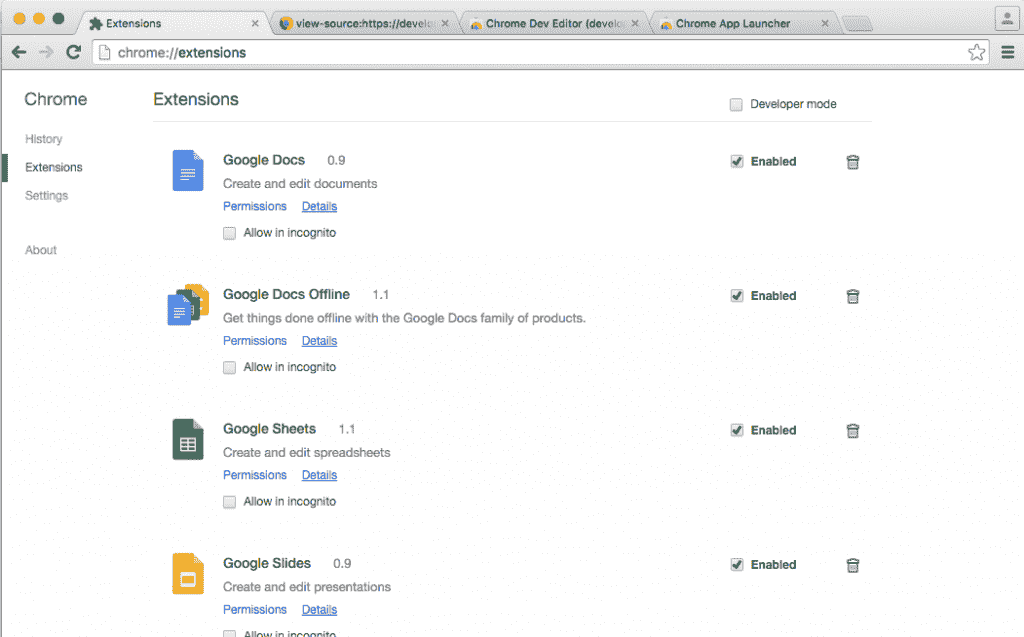 Extensions
view-source:https://develo
Chrome Dev Editor (develo
Chrome App Launcher
chrome://extensions
Chrome
History
Extensions
Settings
About
Extensions
Developer mode
Google Docs 0.9
Enabled
Create and edit documents
Permissions Details
Allow in incognito
Google Docs Offline 1.1
Enabled
Get things done offline with the Google Docs family of products.
Permissions Details
Allow in incognito
Google Sheets 1.1
Enabled
Create and edit spreadsheets
Permissions Details
Allow in incognito
Google Slides 0.9
Enabled
Create and edit presentations
Permissions Details
Allow in incognito